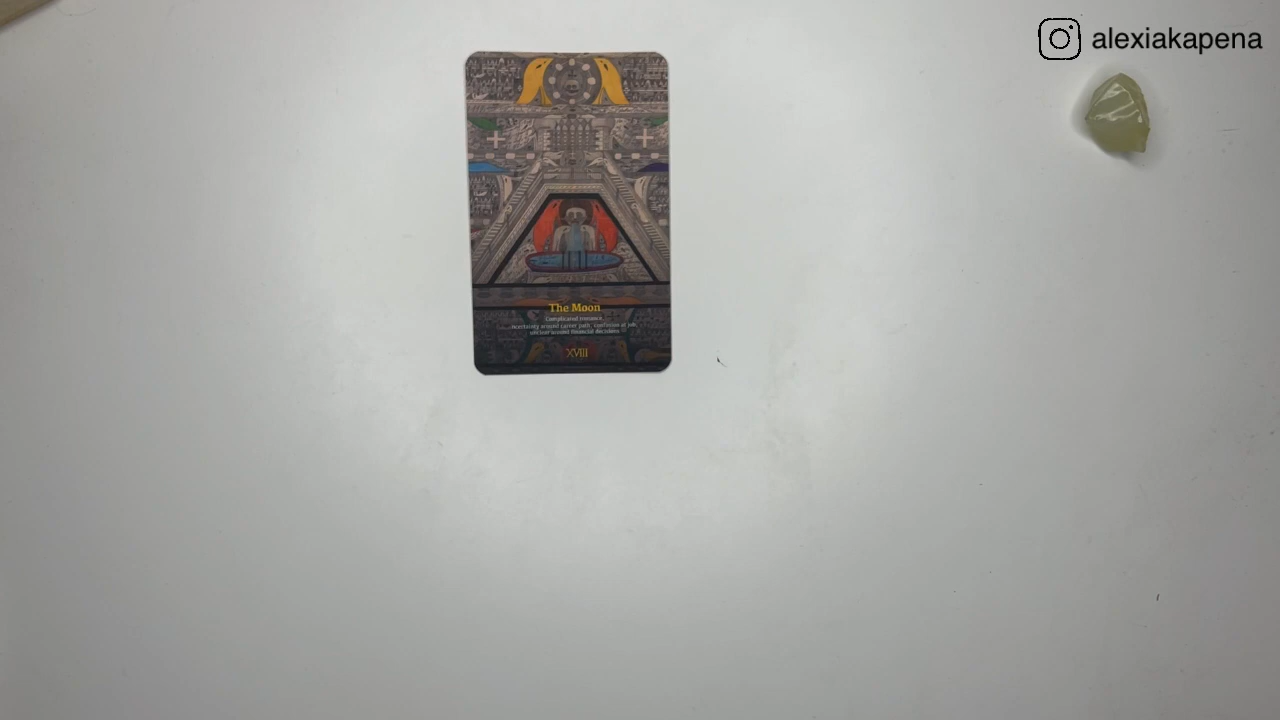 alexiakapena
The Moon
Complicated romance
uncertainty around career path, confusion at job,
unclear around financial decisions
XVIII